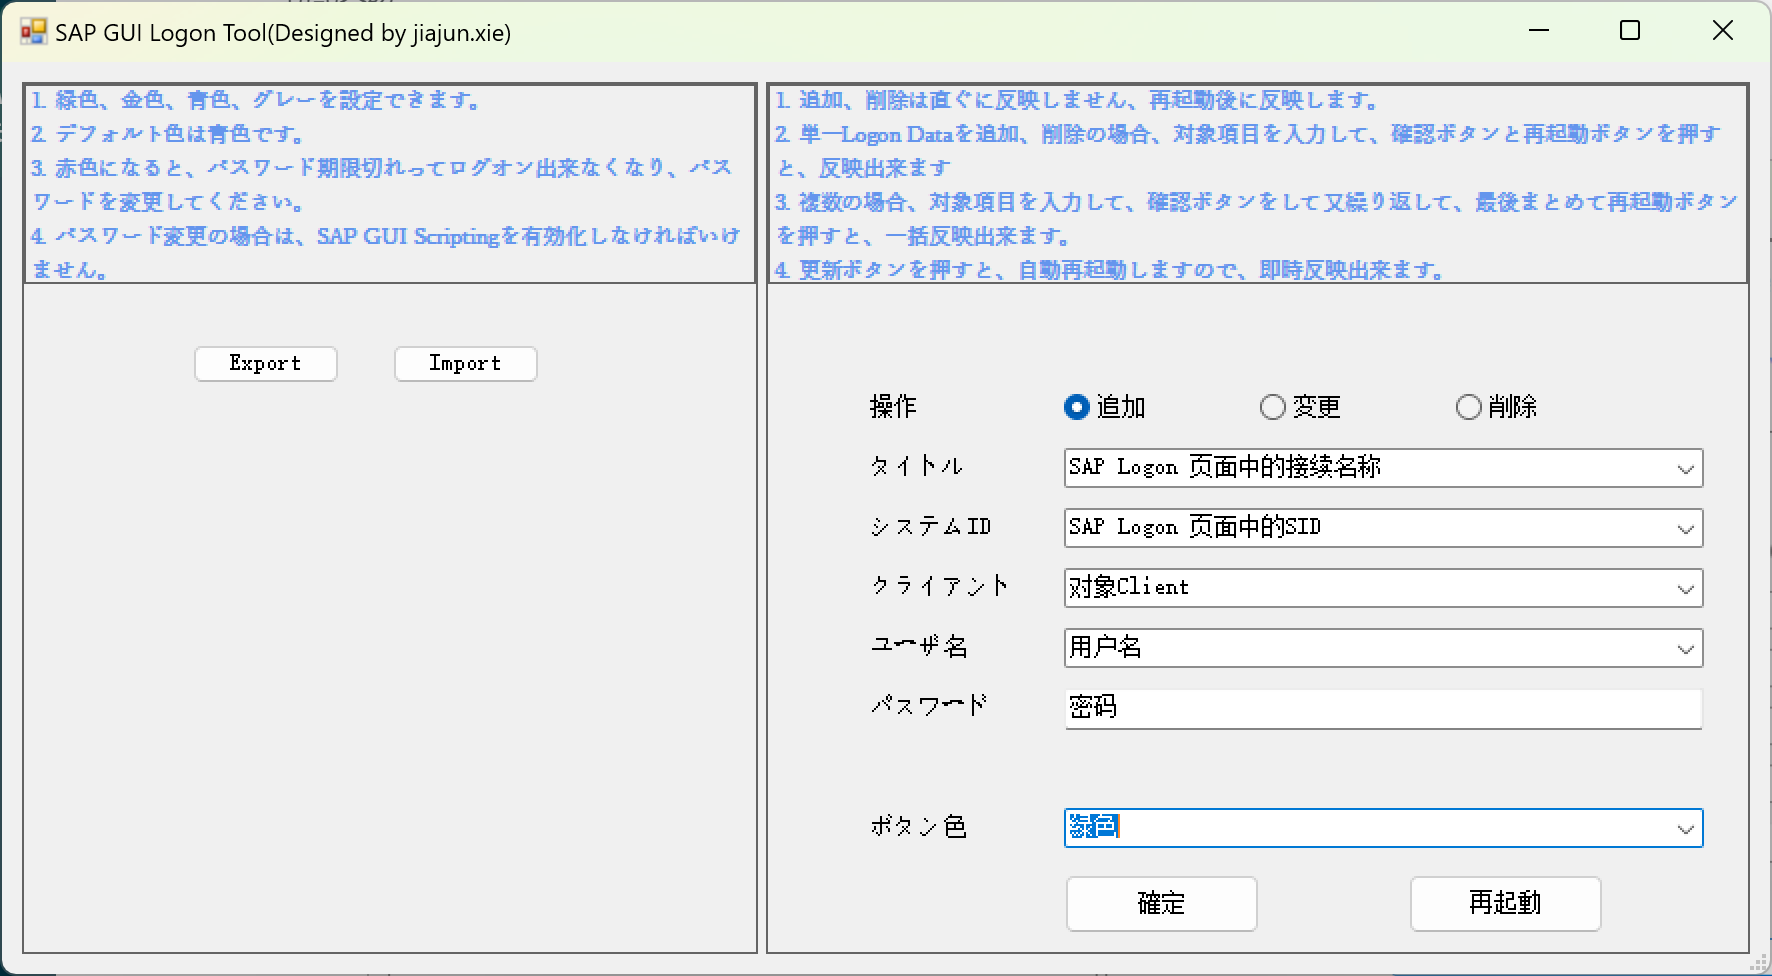 SAP GUI Logon Tool(Designed by jiajun.xie)
1. 緑色、金色、青色、グレーを設定できます。
2. デフォルト色は青色です。
3. 赤色になると、パスワード期限切れってログオン出来なくなり、パス
ワードを変更してください。
4. パスワード変更の場合は、SAP GUI Scriptingを有効化しなければいけ
ません。
1. 追加、削除は直ぐに反映しません、再起動後に反映します。
2. 単一Logon Dataを追加、削除の場合、対象項目を入力して、確認ボタンと再起動ボタンを押す
と、反映出来ます
3. 複数の場合、対象項目を入力して、確認ボタンをして又繰り返して、最後まとめて再起動ボタン
を押すと、一括反映出来ます。
4. 更新ボタンを押すと、自動再起動しますので、即時反映出来ます。
Export Import
操作 追加 変更 削除
タイトル SAP Logon 页面中的接续名称
システムID SAP Logon 页面中的SID
クライアント 对象Client
ユーザ名 用户名
パスワード 密码
ボタン色 緑色
確定 再起動